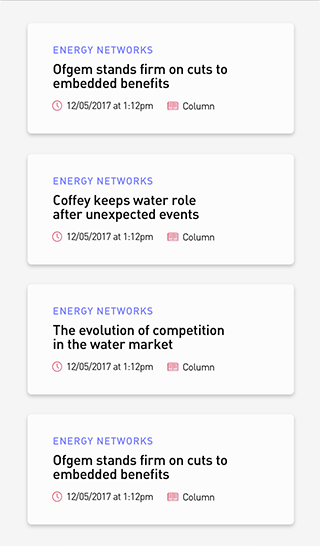 ENERGY NETWORKS
Ofgem stands firm on cuts to
embedded benefits
12/05/2017 at 1:12pm Column
ENERGY NETWORKS
Coffey keeps water role
after unexpected events
12/05/2017 at 1:12pm Column
ENERGY NETWORKS
The evolution of competition
in the water market
12/05/2017 at 1:12pm Column
ENERGY NETWORKS
Ofgem stands firm on cuts to
embedded benefits
12/05/2017 at 1:12pm Column